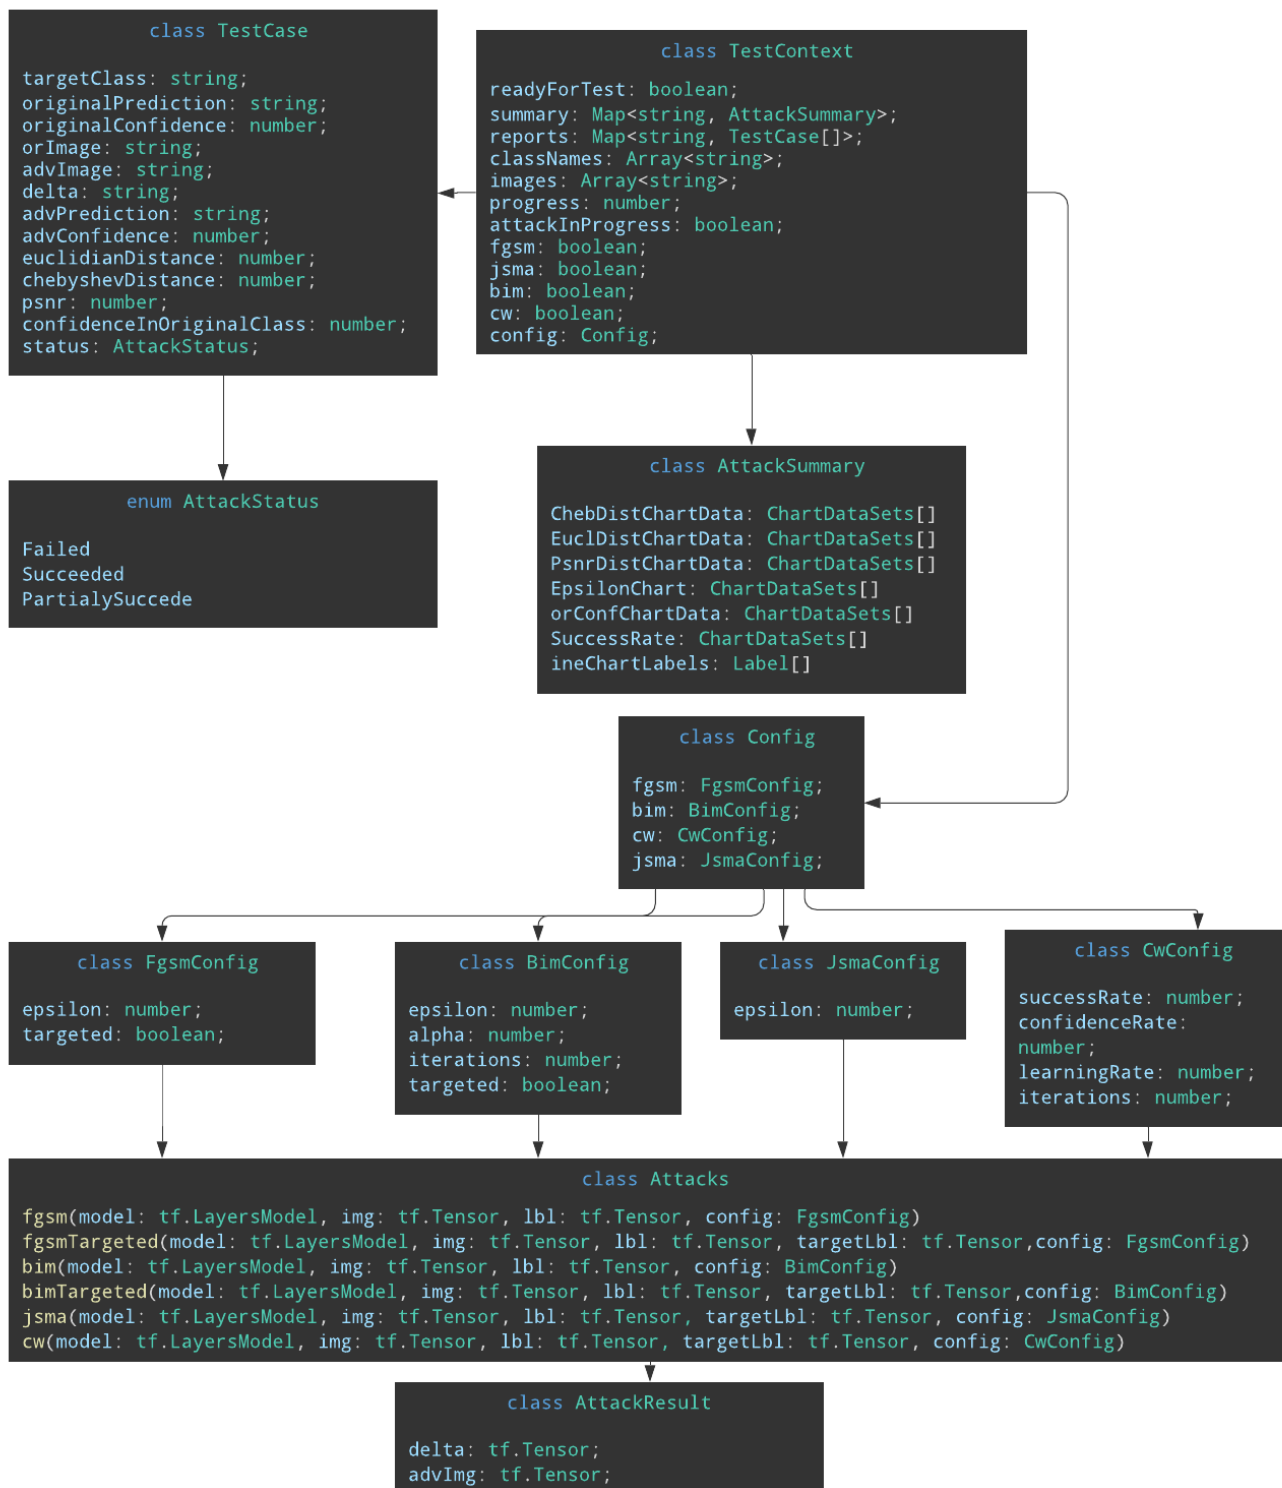 class TestCase
targetClass: string;
originalPrediction: string;
originalConfidence: number;
orImage: string;
advImage: string;
delta: string;
advPrediction: string;
advConfidence: number;
euclidianDistance: number;
chebyshevDistance: number;
psnr: number;
confidenceInOriginalClass: number;
status: AttackStatus;
class TestContext
readyForTest: boolean;
summary: Map<string, AttackSummary>;
reports: Map<string, TestCase[]>;
classNames: Array<string>;
images: Array<string>;
progress: number;
attackInProgress: boolean;
fgsm: boolean;
jsma: boolean;
bim: boolean;
cw: boolean;
config: Config;
enum AttackStatus
Failed
Succeeded
PartialySuccede
class AttackSummary
ChebDistChartData: ChartDataSets[]
EuclDistChartData: ChartDataSets[]
PsnrDistChartData: ChartDataSets[]
EpsilonChart: ChartDataSets[]
orConfChartData: ChartDataSets[]
SuccessRate: ChartDataSets[]
ineChartLabels: Label[]
class Config
fgsm: FgsmConfig;
bim: BimConfig;
cw: CwConfig;
jsma: JsmaConfig;
class FgsmConfig
epsilon: number;
targeted: boolean;
class BimConfig
epsilon: number;
alpha: number;
iterations: number;
targeted: boolean;
class JsmaConfig
epsilon: number;
class CwConfig
successRate: number;
confidenceRate:
number;
learningRate: number;
iterations: number;
class Attacks
fgsm(model: tf.LayersModel, img: tf.Tensor, lbl: tf.Tensor, config: FgsmConfig)
fgsmTargeted(model: tf.LayersModel, img: tf.Tensor, lbl: tf.Tensor, targetLbl: tf.Tensor,config: FgsmConfig)
bim(model: tf.LayersModel, img: tf.Tensor, lbl: tf.Tensor, config: BimConfig)
bimTargeted(model: tf.LayersModel, img: tf.Tensor, lbl: tf.Tensor, targetLbl: tf.Tensor,config: BimConfig)
jsma(model: tf.LayersModel, img: tf.Tensor, lbl: tf.Tensor, targetLbl: tf.Tensor, config: JsmaConfig)
cw(model: tf.LayersModel, img: tf.Tensor, lbl: tf.Tensor, targetLbl: tf.Tensor, config: CwConfig)
class AttackResult
delta: tf.Tensor;
advImg: tf.Tensor;